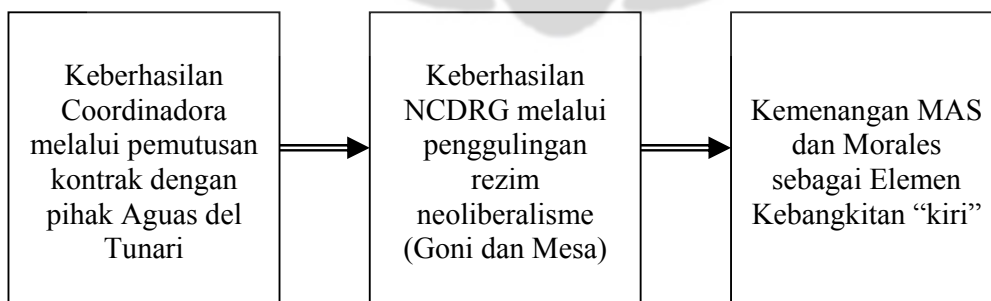 Keberhasilan
Coordinadora
melalui pemutusan
kontrak dengan
pihak Aguas del
Tunari
Keberhasilan
NCDRG melalui
penggulingan
rezim
neoliberalisme
(Goni dan Mesa)
Kemenangan MAS
dan Morales
sebagai Elemen
Kebangkitan “kiri”